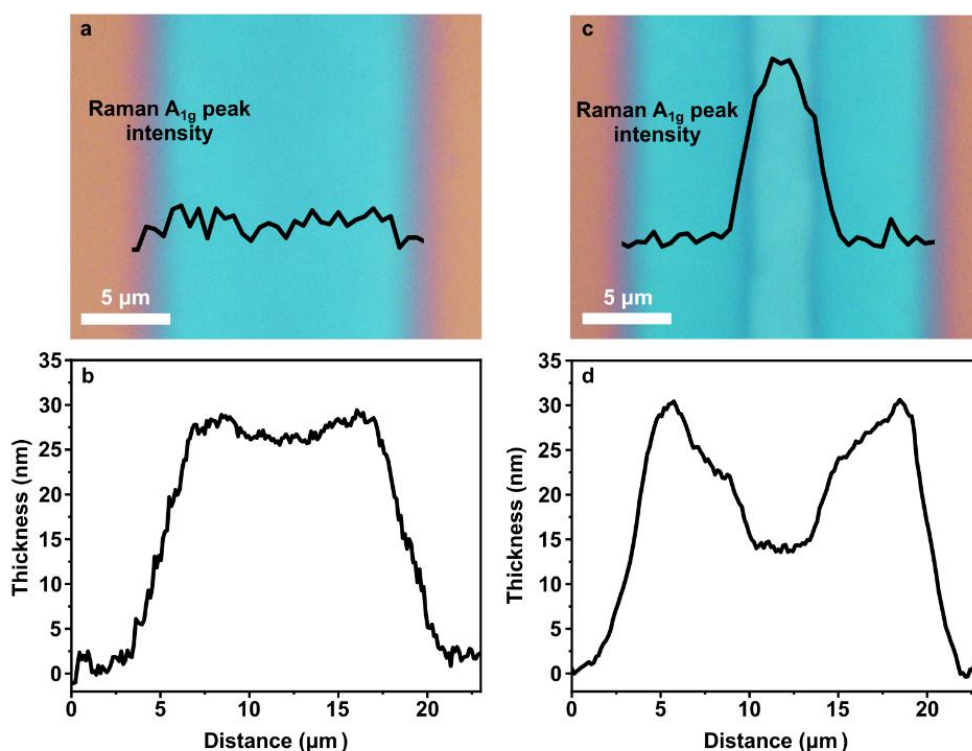 a
Raman A1g peak
intensity
5 µm
c
Raman A1g peak
intensity
5 µm
b
35
30
25
20
15
10
5
0
Thickness (nm)
0 5 10 15 20
Distance (µm)
d
35
30
25
20
15
10
5
0
Thickness (nm)
0 5 10 15 20
Distance (µm)